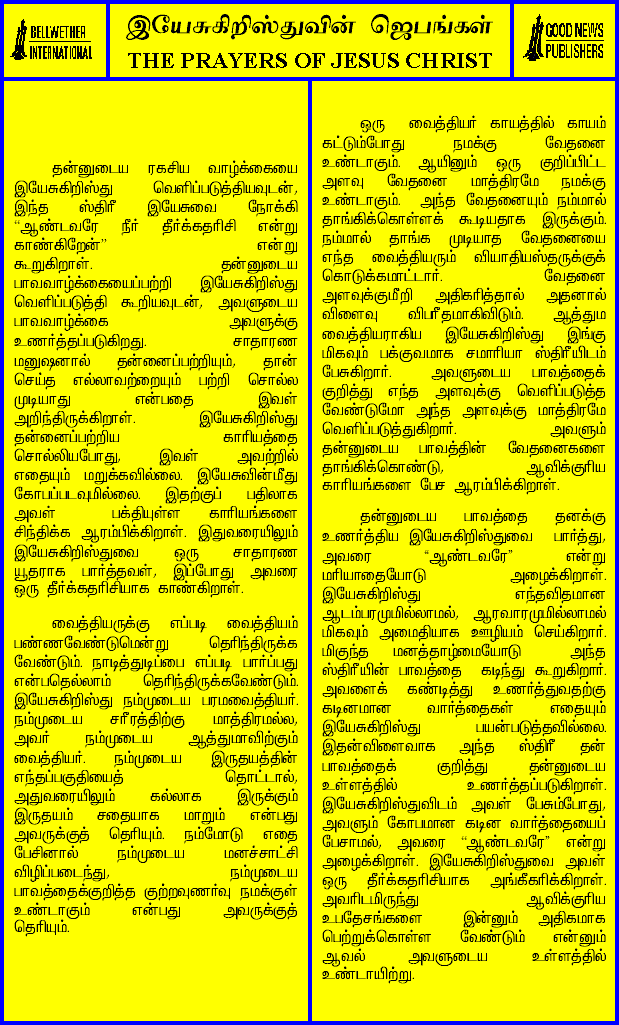 BELLWETHER
INTERNATIONAL
இயேசுகிறிஸ்துவின் ஜெபங்கள்
THE PRAYERS OF JESUS CHRIST
GOOD NEWS
PUBLISHERS
தன்னுடைய ரகசிய வாழ்க்கையை
இயேசுகிறிஸ்து வெளிப்படுத்தியவுடன்,
இந்த ஸ்திரீ இயேசுவை நோக்கி
“ஆண்டவரே நீர் தீர்க்கதரிசி என்று
காண்கிறேன்” என்று
கூறுகிறாள். தன்னுடைய
பாவவாழ்க்கையைப்பற்றி இயேசுகிறிஸ்து
வெளிப்படுத்தி கூறியவுடன், அவளுடைய
பாவவாழ்க்கை அவளுக்கு
உணர்த்தப்படுகிறது. சாதாரண
மனுஷனால் தன்னைப்பற்றியும், தான்
செய்த எல்லாவற்றையும் பற்றி சொல்ல
முடியாது என்பதை இவள்
அறிந்திருக்கிறாள். இயேசுகிறிஸ்து
தன்னைப்பற்றிய காரியத்தை
சொல்லியபோது, இவள் அவற்றில்
எதையும் மறுக்கவில்லை. இயேசுவின்மீது
கோபப்படவுமில்லை. இதற்குப் பதிலாக
அவள் பக்தியுள்ள காரியங்களை
சிந்திக்க ஆரம்பிக்கிறாள். இதுவரையிலும்
இயேசுகிறிஸ்துவை ஒரு சாதாரண
யூதராக பார்த்தவள், இப்போது அவரை
ஒரு தீர்க்கதரிசியாக காண்கிறாள்.
வைத்தியருக்கு எப்படி வைத்தியம்
பண்ணவேண்டுமென்று தெரிந்திருக்க
வேண்டும். நாடித்துடிப்பை எப்படி பார்ப்பது
என்பதெல்லாம் தெரிந்திருக்கவேண்டும்.
இயேசுகிறிஸ்து நம்முடைய பரமவைத்தியர்.
நம்முடைய சரீரத்திற்கு மாத்திரமல்ல,
அவர் நம்முடைய ஆத்துமாவிற்கும்
வைத்தியர். நம்முடைய இருதயத்தின்
எந்தப்பகுதியைத் தொட்டால்,
அதுவரையிலும் கல்லாக இருக்கும்
இருதயம் சதையாக மாறும் என்பது
அவருக்குத் தெரியும். நம்மோடு எதை
பேசினால் நம்முடைய மனச்சாட்சி
விழிப்படைந்து, நம்முடைய
பாவத்தைக்குறித்த குற்றவுணர்வு நமக்குள்
உண்டாகும் என்பது அவருக்குத்
தெரியும்.
ஒரு வைத்தியர் காயத்தில் காயம்
கட்டும்போது நமக்கு வேதனை
உண்டாகும். ஆயினும் ஒரு குறிப்பிட்ட
அளவு வேதனை மாத்திரமே நமக்கு
உண்டாகும். அந்த வேதனையும் நம்மால்
தாங்கிக்கொள்ளக் கூடியதாக இருக்கும்.
நம்மால் தாங்க முடியாத வேதனையை
எந்த வைத்தியரும் வியாதியஸ்தருக்குக்
கொடுக்கமாட்டார். வேதனை
அளவுக்குமீறி அதிகரித்தால் அதனால்
விளைவு விபரீதமாகிவிடும். ஆத்தும
வைத்தியராகிய இயேசுகிறிஸ்து இங்கு
மிகவும் பக்குவமாக சமாரியா ஸ்திரீயிடம்
பேசுகிறார். அவளுடைய பாவத்தைக்
குறித்து எந்த அளவுக்கு வெளிப்படுத்த
வேண்டுமோ அந்த அளவுக்கு மாத்திரமே
வெளிப்படுத்துகிறார். அவளும்
தன்னுடைய பாவத்தின் வேதனைகளை
தாங்கிக்கொண்டு, ஆவிக்குரிய
காரியங்களை பேச ஆரம்பிக்கிறாள்.
தன்னுடைய பாவத்தை தனக்கு
உணர்த்திய இயேசுகிறிஸ்துவை பார்த்து,
அவரை “ஆண்டவரே” என்று
மரியாதையோடு அழைக்கிறாள்.
இயேசுகிறிஸ்து எந்தவிதமான
ஆடம்பரமுமில்லாமல், ஆரவாரமுமில்லாமல்
மிகவும் அமைதியாக ஊழியம் செய்கிறார்.
மிகுந்த மனத்தாழ்மையோடு அந்த
ஸ்திரீயின் பாவத்தை கடிந்து கூறுகிறார்.
அவளைக் கண்டித்து உணர்த்துவதற்கு
கடினமான வார்த்தைகள் எதையும்
இயேசுகிறிஸ்து பயன்படுத்தவில்லை.
இதன்விளைவாக அந்த ஸ்திரீ தன்
பாவத்தைக் குறித்து தன்னுடைய
உள்ளத்தில் உணர்த்தப்படுகிறாள்.
இயேசுகிறிஸ்துவிடம் அவள் பேசும்போது,
அவளும் கோபமான கடின வார்த்தையைப்
பேசாமல், அவரை “ஆண்டவரே” என்று
அழைக்கிறாள். இயேசுகிறிஸ்துவை அவள்
ஒரு தீர்க்கதரிசியாக அங்கீகரிக்கிறாள்.
அவரிடமிருந்து ஆவிக்குரிய
உபதேசங்களை இன்னும் அதிகமாக
பெற்றுக்கொள்ள வேண்டும் என்னும்
ஆவல் அவளுடைய உள்ளத்தில்
உண்டாயிற்று.